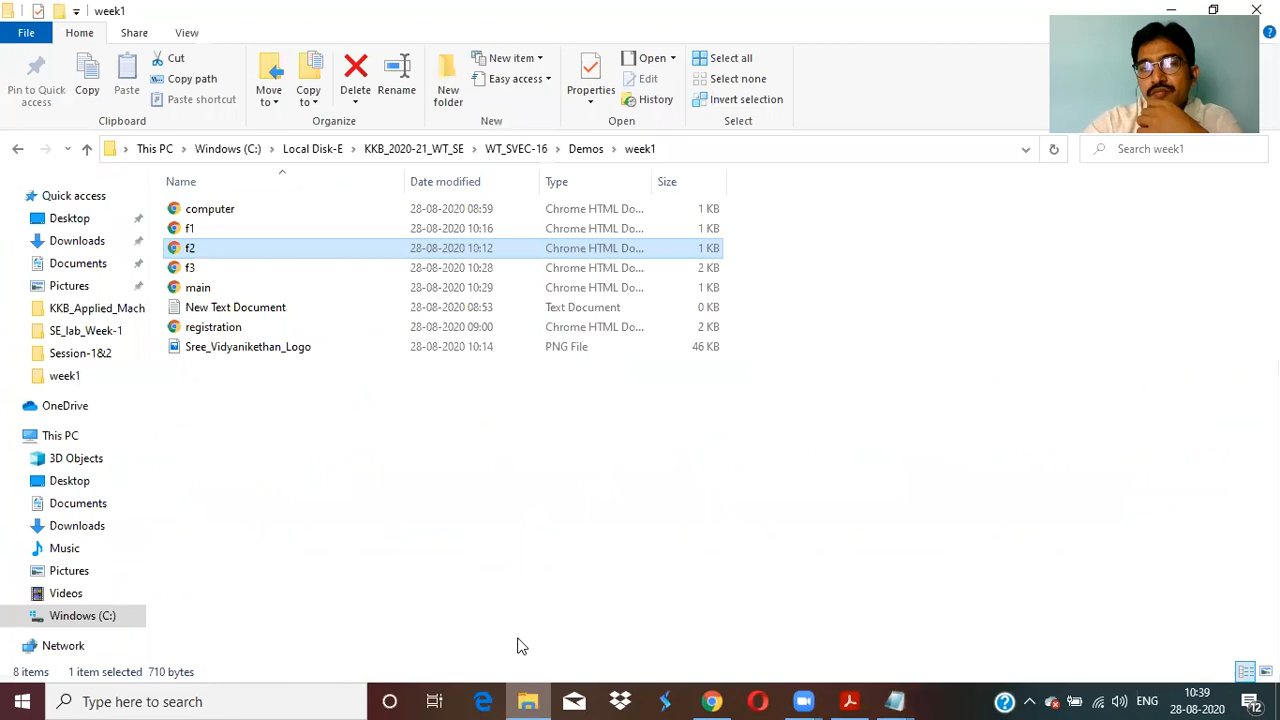 week1
File Home Share View
Pin to Quick access
Copy
Paste
Cut
Copy path
Paste shortcut
Clipboard
Move to
Copy to
Delete
Rename
Organize
New folder
New item
Easy access
New
Properties
Open
Edit
History
Open
Select all
Select none
Invert selection
Select
This PC > Windows (C:) > Local Disk-E > KKB_2020-21_WT_SE > WT_SVEC-16 > Demos > week1
Search week1
Name Date modified Type Size
computer 28-08-2020 08:59 Chrome HTML Do... 1 KB
f1 28-08-2020 10:16 Chrome HTML Do... 1 KB
f2 28-08-2020 10:12 Chrome HTML Do... 1 KB
f3 28-08-2020 10:28 Chrome HTML Do... 2 KB
main 28-08-2020 10:29 Chrome HTML Do... 1 KB
New Text Document 28-08-2020 08:53 Text Document 0 KB
registration 28-08-2020 09:00 Chrome HTML Do... 2 KB
Sree_Vidyanikethan_Logo 28-08-2020 10:14 PNG File 46 KB
Quick access
Desktop
Downloads
Documents
Pictures
KKB_Applied_Mach
SE_lab_Week-1
Session-1&2
week1
OneDrive
This PC
3D Objects
Desktop
Documents
Downloads
Music
Pictures
Videos
Windows (C:)
Network
8 items 1 item selected 710 bytes
Type here to search
ENG
10:39
28-08-2020
12